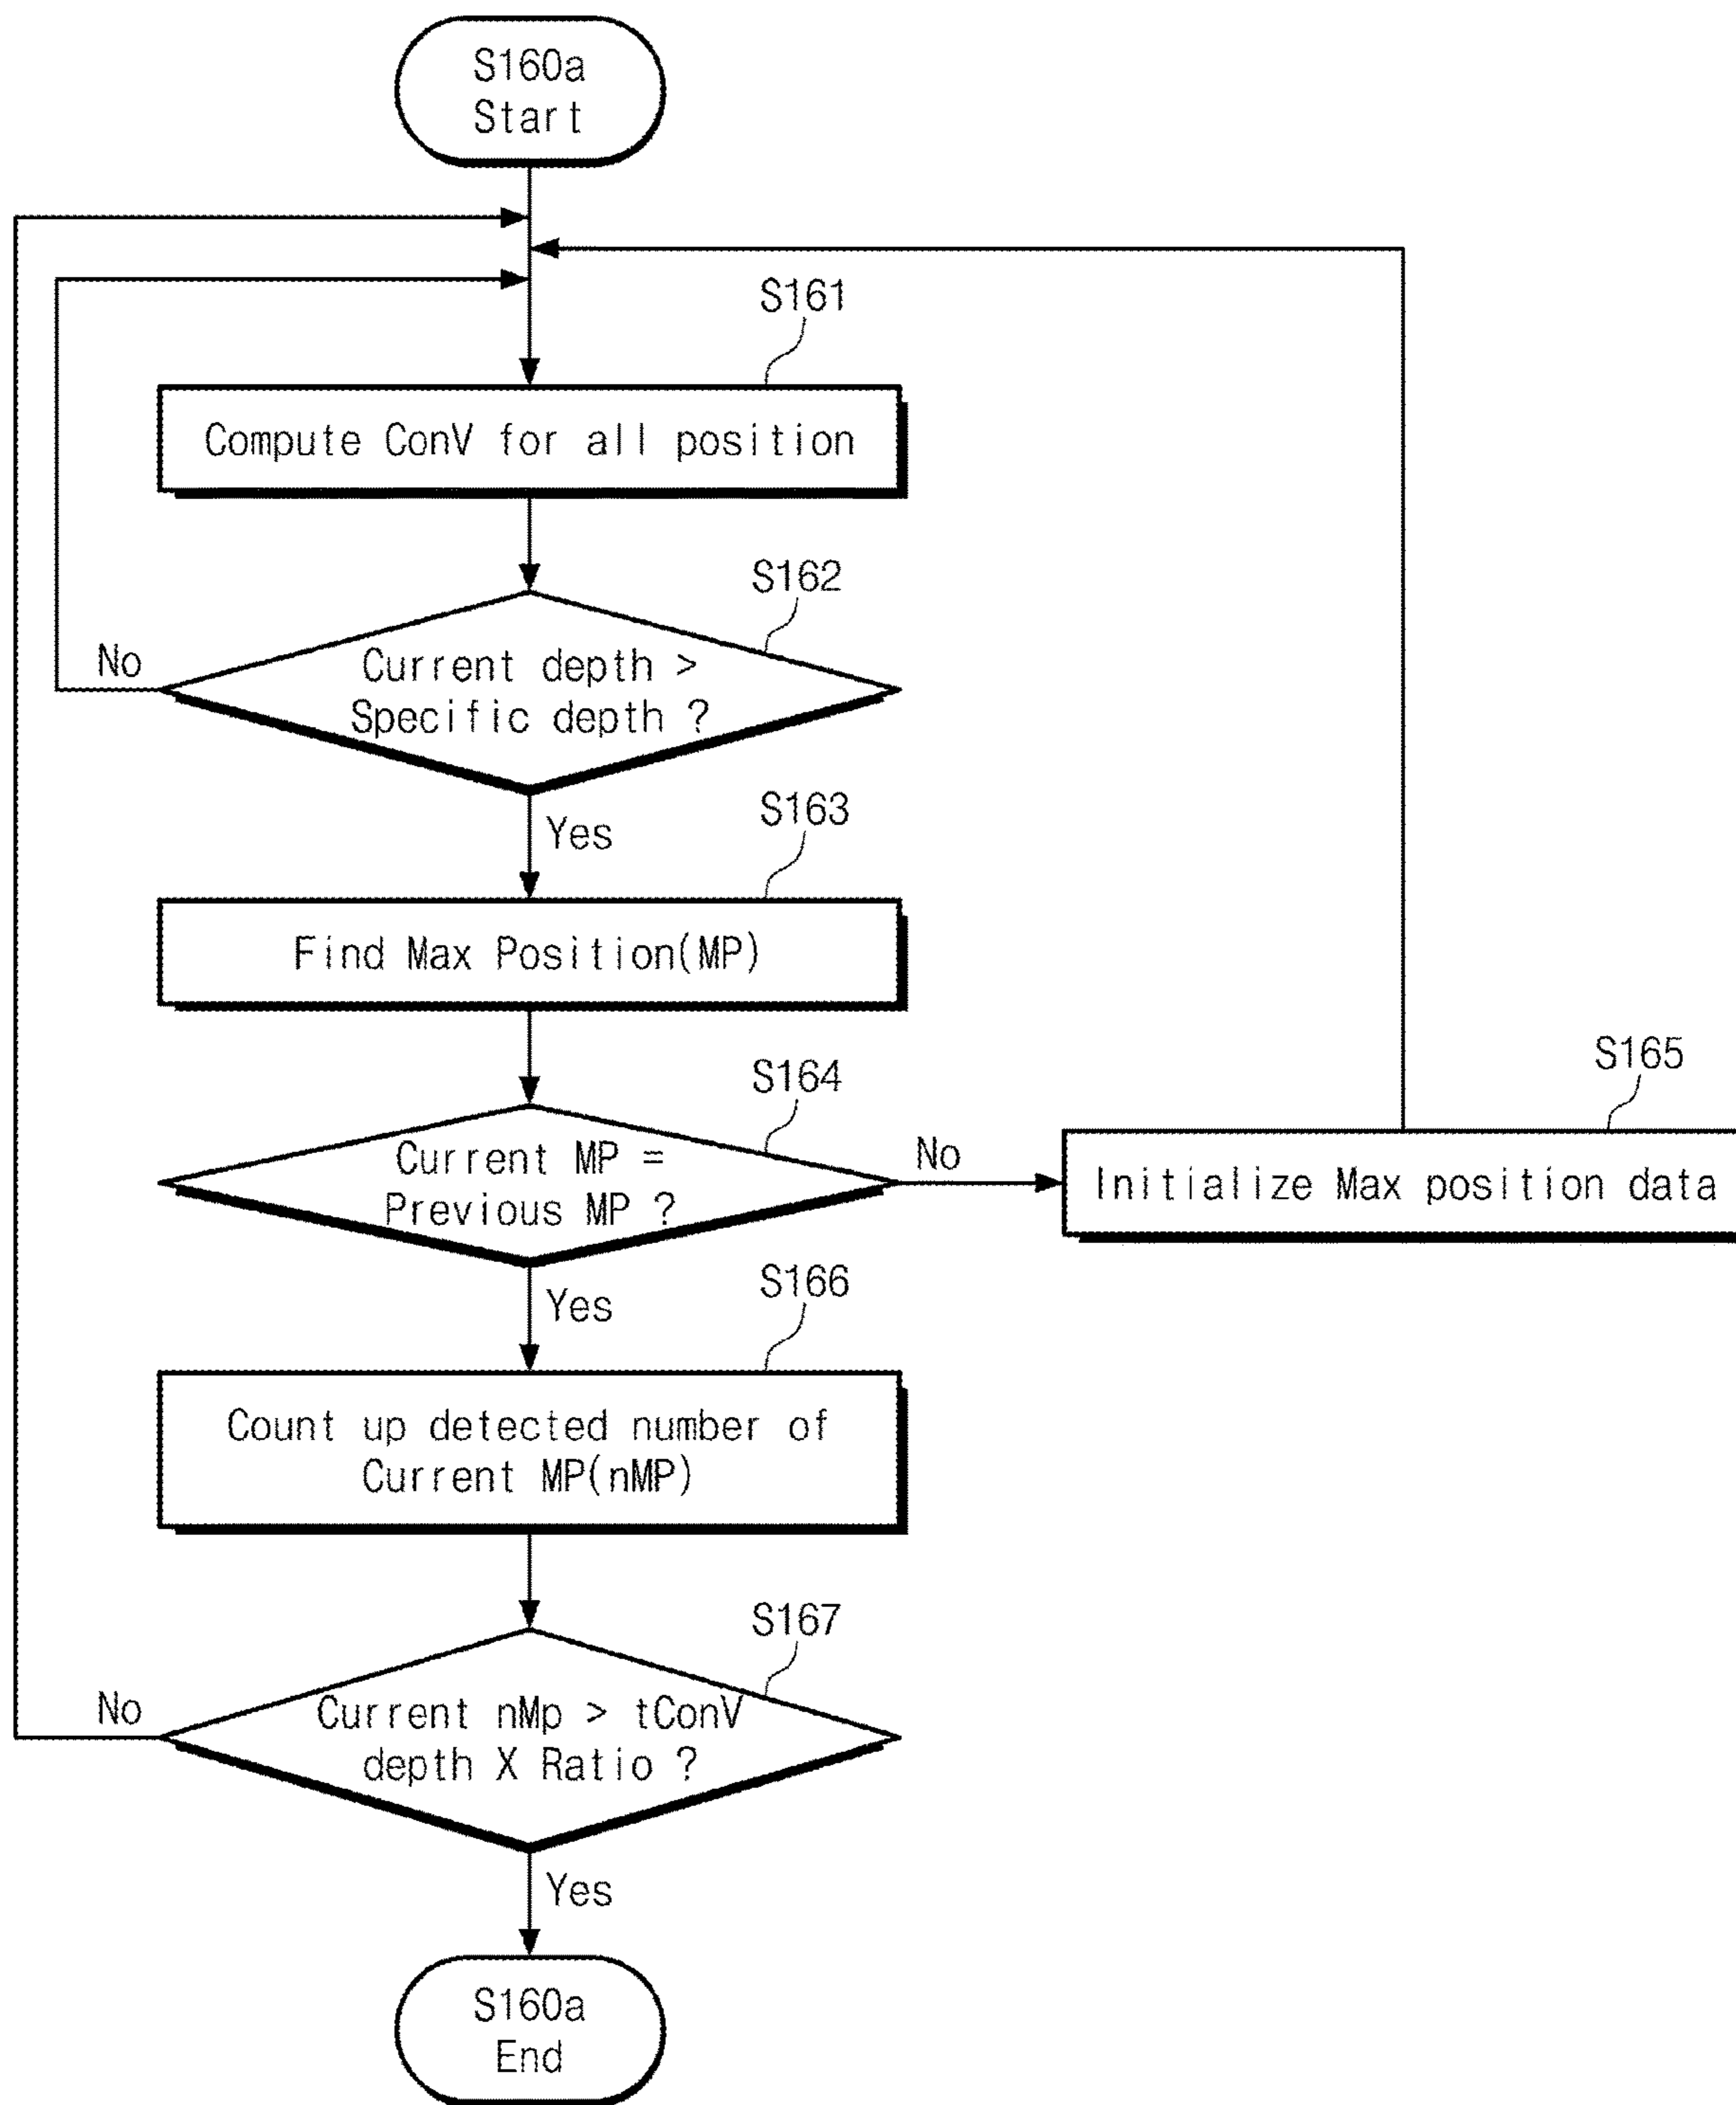 S160a
Start
S161
Compute ConV for all position
S162
No
Current depth >
Specific depth ?
Yes
S163
Find Max Position(MP)
S164
Current MP =
Previous MP ?
No
S165
Initialize Max position data
Yes
S166
Count up detected number of
Current MP(nMP)
S167
No
Current nMp > tConV
depth X Ratio ?
Yes
S160a
End